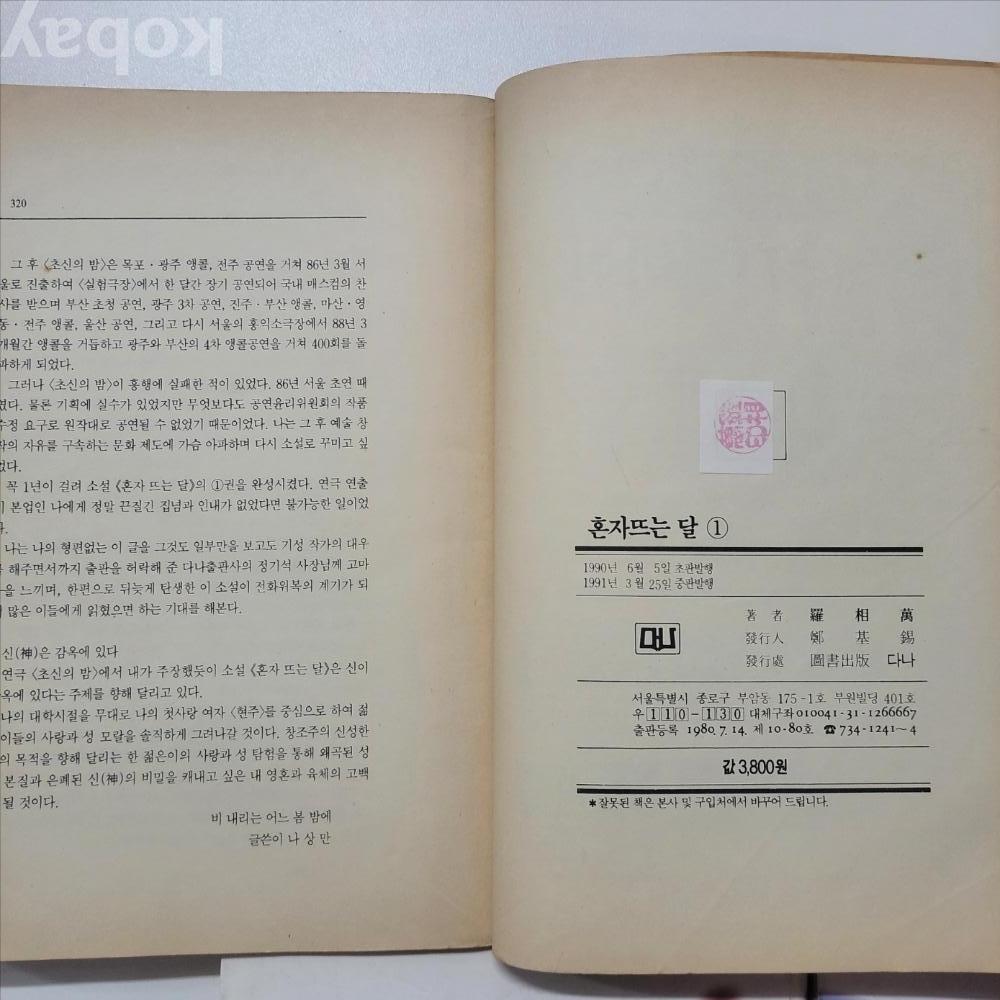 kobay
320
그 후 〈초신의 밤〉은 목포・광주 앵콜, 전주 공연을 거쳐 86년 3월 서
울로 진출하여 〈실험극장〉에서 한 달간 장기 공연되어 국내 매스컴의 찬
사를 받으며 부산 초청 공연, 광주 3차 공연, 진주・부산 앵콜, 마산・영
동・전주 앵콜, 울산 공연, 그리고 다시 서울의 홍익소극장에서 88년 3
개월간 앵콜을 거듭하고 광주와 부산의 4차 앵콜공연을 거쳐 400회를 돌
파하게 되었다.
그러나 〈초신의 밤〉이 흥행에 실패한 적이 있었다. 86년 서울 초연 때
였다. 물론 기획에 실수가 있었지만 무엇보다도 공연윤리위원회의 작품
수정 요구로 원작대로 공연될 수 없었기 때문이었다. 나는 그 후 예술 창
작의 자유를 구속하는 문화 제도에 가슴 아파하며 다시 소설로 꾸미고 싶
었다.
꼭 1년이 걸려 소설 《혼자 뜨는 달》의 ①권을 완성시켰다. 연극 연출
본업인 나에게 정말 끈질긴 집념과 인내가 없었다면 불가능한 일이었
다.
나는 나의 형편없는 이 글을 그것도 일부만을 보고도 기성 작가의 대우
를 해주면서까지 출판을 허락해 준 다나출판사의 정기석 사장님께 고마
움을 느끼며, 한편으로 뒤늦게 탄생한 이 소설이 전화위복의 계기가 되
많은 이들에게 읽혔으면 하는 기대를 해본다.
신(神)은 감옥에 있다
연극 〈초신의 밤〉에서 내가 주장했듯이 소설 《혼자 뜨는 달》은 신이
감옥에 있다는 주제를 향해 달리고 있다.
나의 대학시절을 무대로 나의 첫사랑 여자 〈현주〉를 중심으로 하여 젊
은이들의 사랑과 성 모랄을 솔직하게 그려나갈 것이다. 창조주의 신성한
의 목적을 향해 달리는 한 젊은이의 사랑과 성 탐험을 통해 왜곡된 성
본질과 은폐된 신(神)의 비밀을 캐내고 싶은 내 영혼과 육체의 고백
될 것이다.
비 내리는 어느 봄 밤에
글쓴이 나 상 만
혼자뜨는 달 ①
1990년 6월 5일 초판발행
1991년 3월 25일 중판발행
著 者 羅 相 萬
發行人 鄭 基 錫
發行處 圖書出版 다나
서울특별시 종로구 부암동 175-1호 부원빌딩 401호
우 110-130 대체구좌 010041-31-1266667
출판등록 1980. 7. 14. 제 10-80호 ☎ 734-1241~4
값 3,800원
*잘못된 책은 본사 및 구입처에서 바꾸어 드립니다.